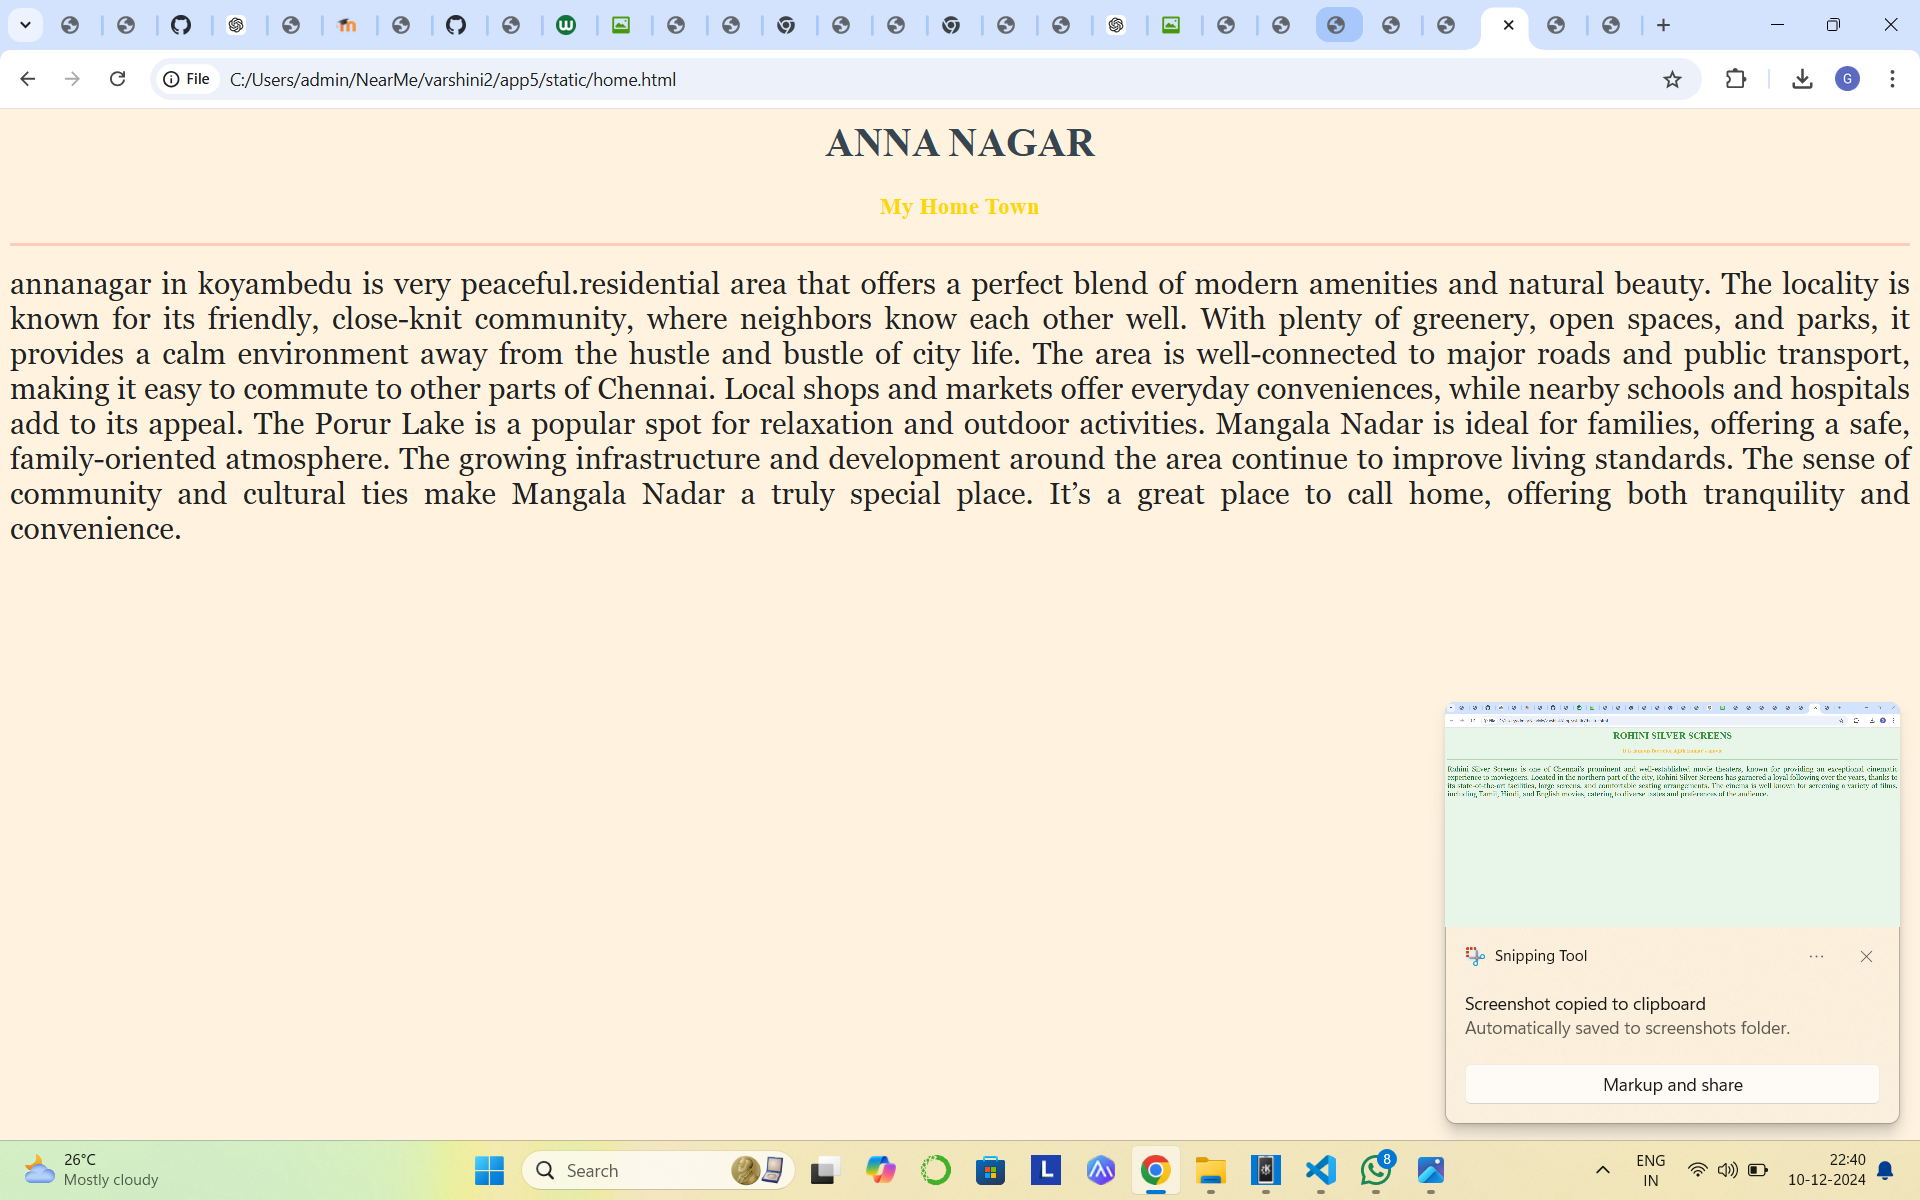 File
C:/Users/admin/NearMe/varshini2/app5/static/home.html
G
ANNA NAGAR
My Home Town
annanagar in koyambedu is very peaceful.residential area that offers a perfect blend of modern amenities and natural beauty. The locality is
known for its friendly, close-knit community, where neighbors know each other well. With plenty of greenery, open spaces, and parks, it
provides a calm environment away from the hustle and bustle of city life. The area is well-connected to major roads and public transport,
making it easy to commute to other parts of Chennai. Local shops and markets offer everyday conveniences, while nearby schools and hospitals
add to its appeal. The Porur Lake is a popular spot for relaxation and outdoor activities. Mangala Nadar is ideal for families, offering a safe,
family-oriented atmosphere. The growing infrastructure and development around the area continue to improve living standards. The sense of
community and cultural ties make Mangala Nadar a truly special place. It’s a great place to call home, offering both tranquility and
convenience.
ROHINI SILVER SCREENS
Rohini Silver Screens is one of Chennai's prominent and well-established movie theaters, known for providing an exceptional cinematic
experience to moviegoers. Located in the northern part of the city, Rohini Silver Screens has garnered a loyal following over the years, thanks to
its state-of-the-art facilities, large screens, and comfortable seating arrangements. The cinema is well known for screening a variety of films,
including Tamil, Hindi, and English movies, catering to diverse tastes and preferences of the audience.
Snipping Tool
Screenshot copied to clipboard
Automatically saved to screenshots folder.
Markup and share
26°C
Mostly cloudy
Search
8
ENG
IN
22:40
10-12-2024